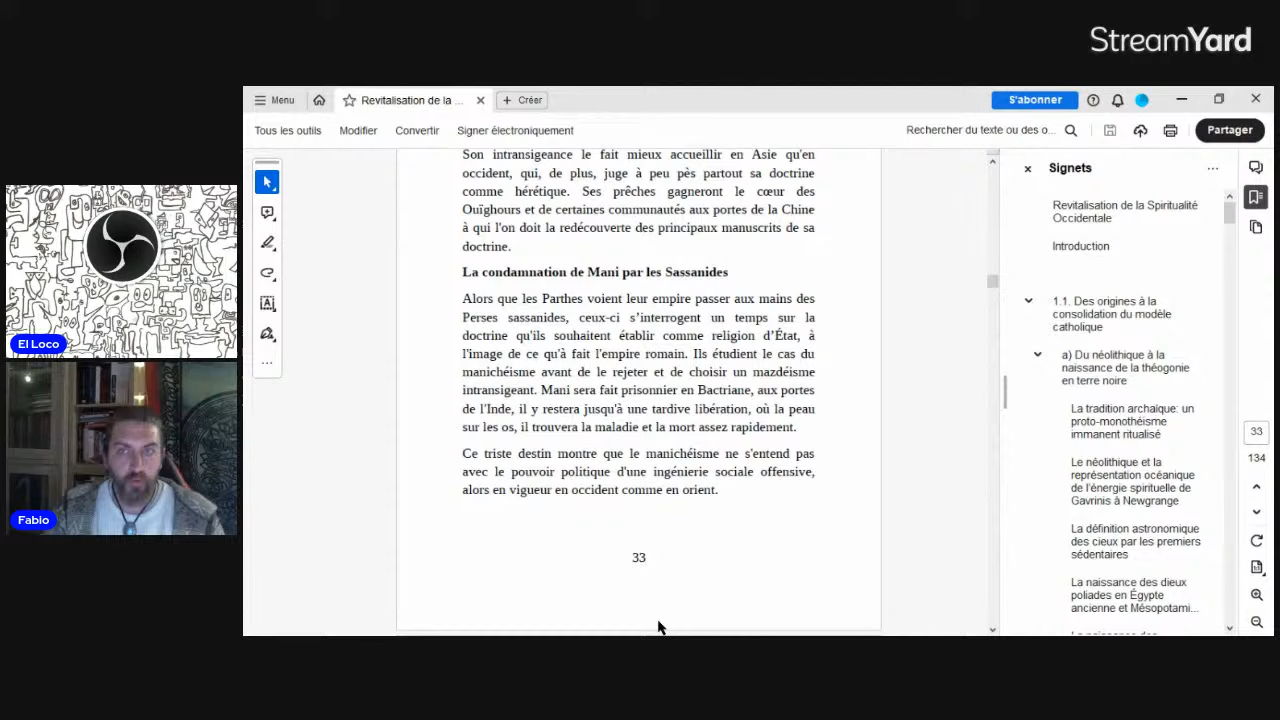 StreamYard
Menu
Revitalisation de la ...
Créer
S'abonner
Tous les outils
Modifier
Convertir
Signer électroniquement
Rechercher du texte ou des o...
Partager
Son intransigeance le fait mieux accueillir en Asie qu'en
occident, qui, de plus, juge à peu près partout sa doctrine
comme hérétique. Ses prêches gagneront le cœur des
Ouïghours et de certaines communautés aux portes de la Chine
à qui l'on doit la redécouverte des principaux manuscrits de sa
doctrine.
La condamnation de Mani par les Sassanides
Alors que les Parthes voient leur empire passer aux mains des
Perses sassanides, ceux-ci s’interrogent un temps sur la
doctrine qu'ils souhaitent établir comme religion d’État, à
l'image de ce qu'à fait l'empire romain. Ils étudient le cas du
manichéisme avant de le rejeter et de choisir un mazdéisme
intransigeant. Mani sera fait prisonnier en Bactriane, aux portes
de l'Inde, il y restera jusqu'à une tardive libération, où la peau
sur les os, il trouvera la maladie et la mort assez rapidement.
Ce triste destin montre que le manichéisme ne s'entend pas
avec le pouvoir politique d'une ingénierie sociale offensive,
alors en vigueur en occident comme en orient.
33
Signets
Revitalisation de la Spiritualité
Occidentale
Introduction
1.1. Des origines à la
consolidation du modèle
catholique
a) Du néolithique à la
naissance de la théogonie
en terre noire
La tradition archaïque: un
proto-monothéisme
immanent ritualisé
Le néolithique et la
représentation océanique
de l'énergie spirituelle de
Gavrinis à Newgrange
La définition astronomique
des cieux par les premiers
sédentaires
La naissance des dieux
poliades en Égypte
ancienne et Mésopotami...
33
134
El Loco
Fabio